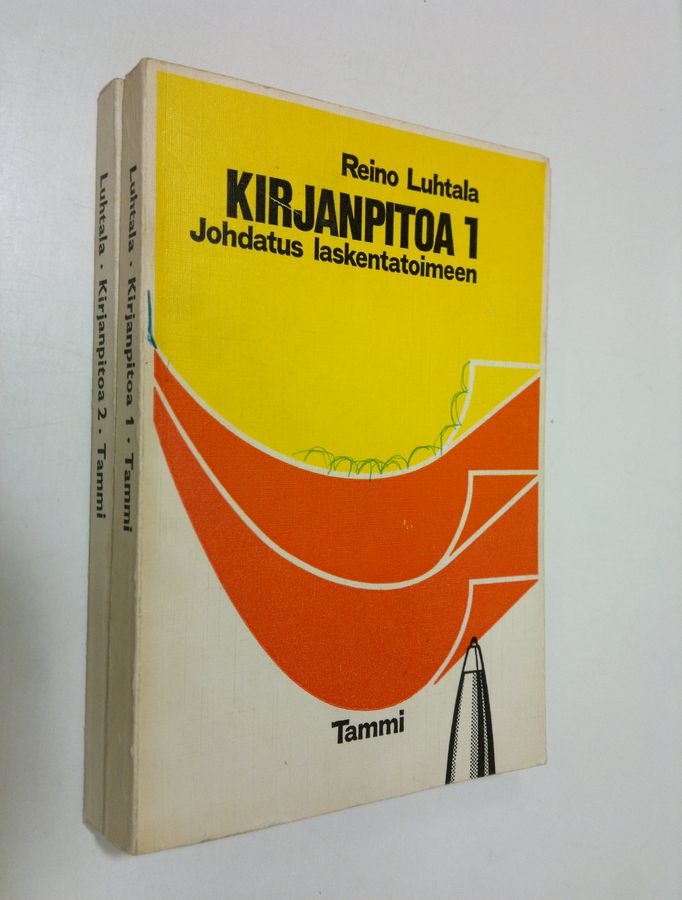 Reino Luhtala
KIRJANPITOA 1
Johdatus laskentatoimeen
Tammi
Luhtala · Kirjanpitoa 1 · Tammi
Luhtala · Kirjanpitoa 2 · Tammi